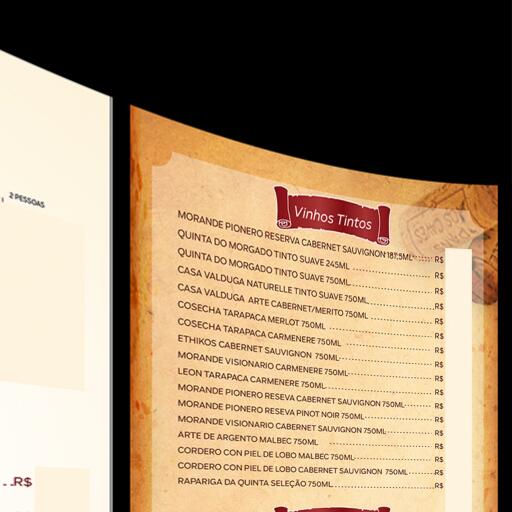 2 PESSOAS
R$
Vinhos Tintos
MORANDE PIONERO RESERVA CABERNET SAUVIGNON 187,5ML R$
QUINTA DO MORGADO TINTO SUAVE 245ML R$
QUINTA DO MORGADO TINTO SUAVE 750ML R$
CASA VALDUGA NATURELLE TINTO SUAVE 750ML R$
CASA VALDUGA ARTE CABERNET/MERITO 750ML R$
COSECHA TARAPACA MERLOT 750ML R$
COSECHA TARAPACA CARMENERE 750ML R$
ETHIKOS CABERNET SAUVIGNON 750ML R$
MORANDE VISIONARIO CARMENERE 750ML R$
LEON TARAPACA CARMENERE 750ML R$
MORANDE PIONERO RESEVA CABERNET SAUVIGNON 750ML R$
MORANDE PIONERO RESEVA PINOT NOIR 750ML R$
MORANDE VISIONARIO CABERNET SAUVIGNON 750ML R$
ARTE DE ARGENTO MALBEC 750ML R$
CORDERO CON PIEL DE LOBO MALBEC 750ML R$
CORDERO CON PIEL DE LOBO CABERNET SAUVIGNON 750ML R$
RAPARIGA DA QUINTA SELEÇÃO 750ML R$